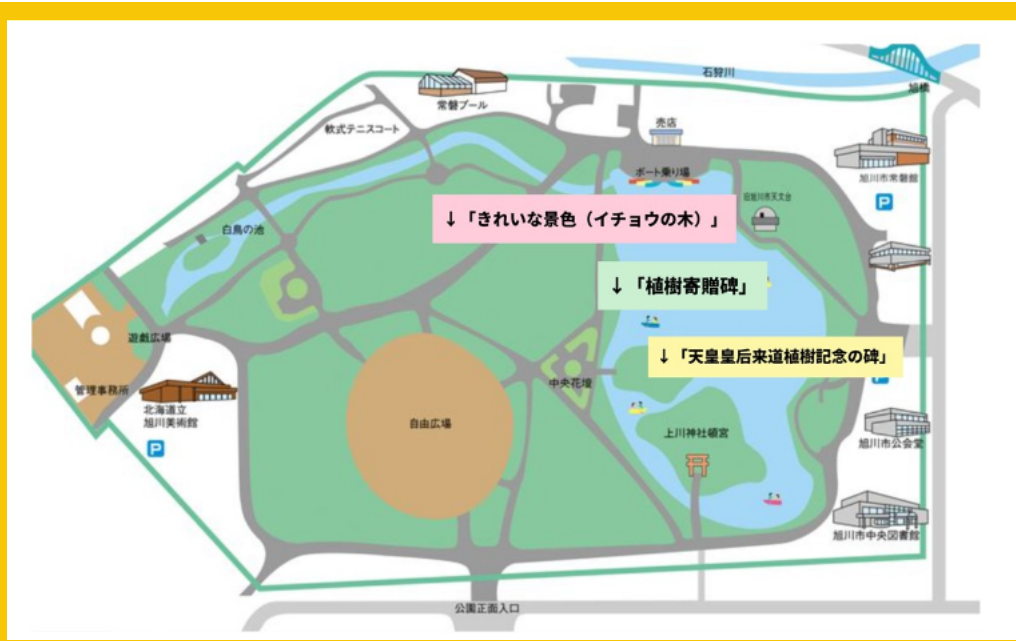 石狩川
旭橋
常磐プール
軟式テニスコート
売店
ボート乗り場
旭川市常磐館
P
旧旭川市天文台
↓「きれいな景色（イチョウの木）」
白鳥の池
↓「植樹寄贈碑」
遊戯広場
↓「天皇皇后来道植樹記念の碑」
P
管理事務所
中央花壇
北海道立
旭川美術館
P
自由広場
上川神社頓宮
旭川市公会堂
旭川市中央図書館
公園正面入口